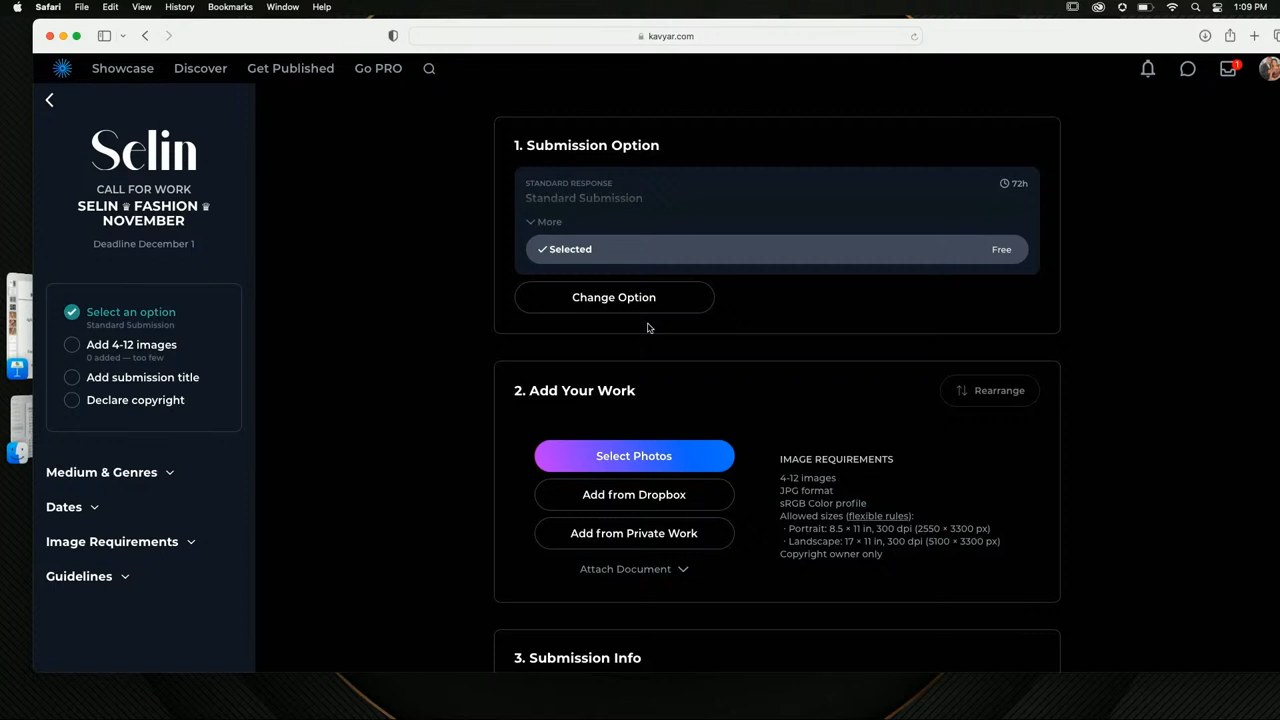 Safari File Edit View History Bookmarks Window Help 1:09 PM
kavyar.com
Showcase Discover Get Published Go PRO 1
Selin
CALL FOR WORK
SELIN ♛ FASHION ♛
NOVEMBER
Deadline December 1
Select an option
Standard Submission
Add 4-12 images
0 added — too few
Add submission title
Declare copyright
Medium & Genres
Dates
Image Requirements
Guidelines
1. Submission Option
STANDARD RESPONSE 72h
Standard Submission
More
Selected Free
Change Option
2. Add Your Work Rearrange
Select Photos
Add from Dropbox
Add from Private Work
Attach Document
IMAGE REQUIREMENTS
4-12 images
JPG format
sRGB Color profile
Allowed sizes (flexible rules):
· Portrait: 8.5 × 11 in, 300 dpi (2550 × 3300 px)
· Landscape: 17 × 11 in, 300 dpi (5100 × 3300 px)
Copyright owner only
3. Submission Info